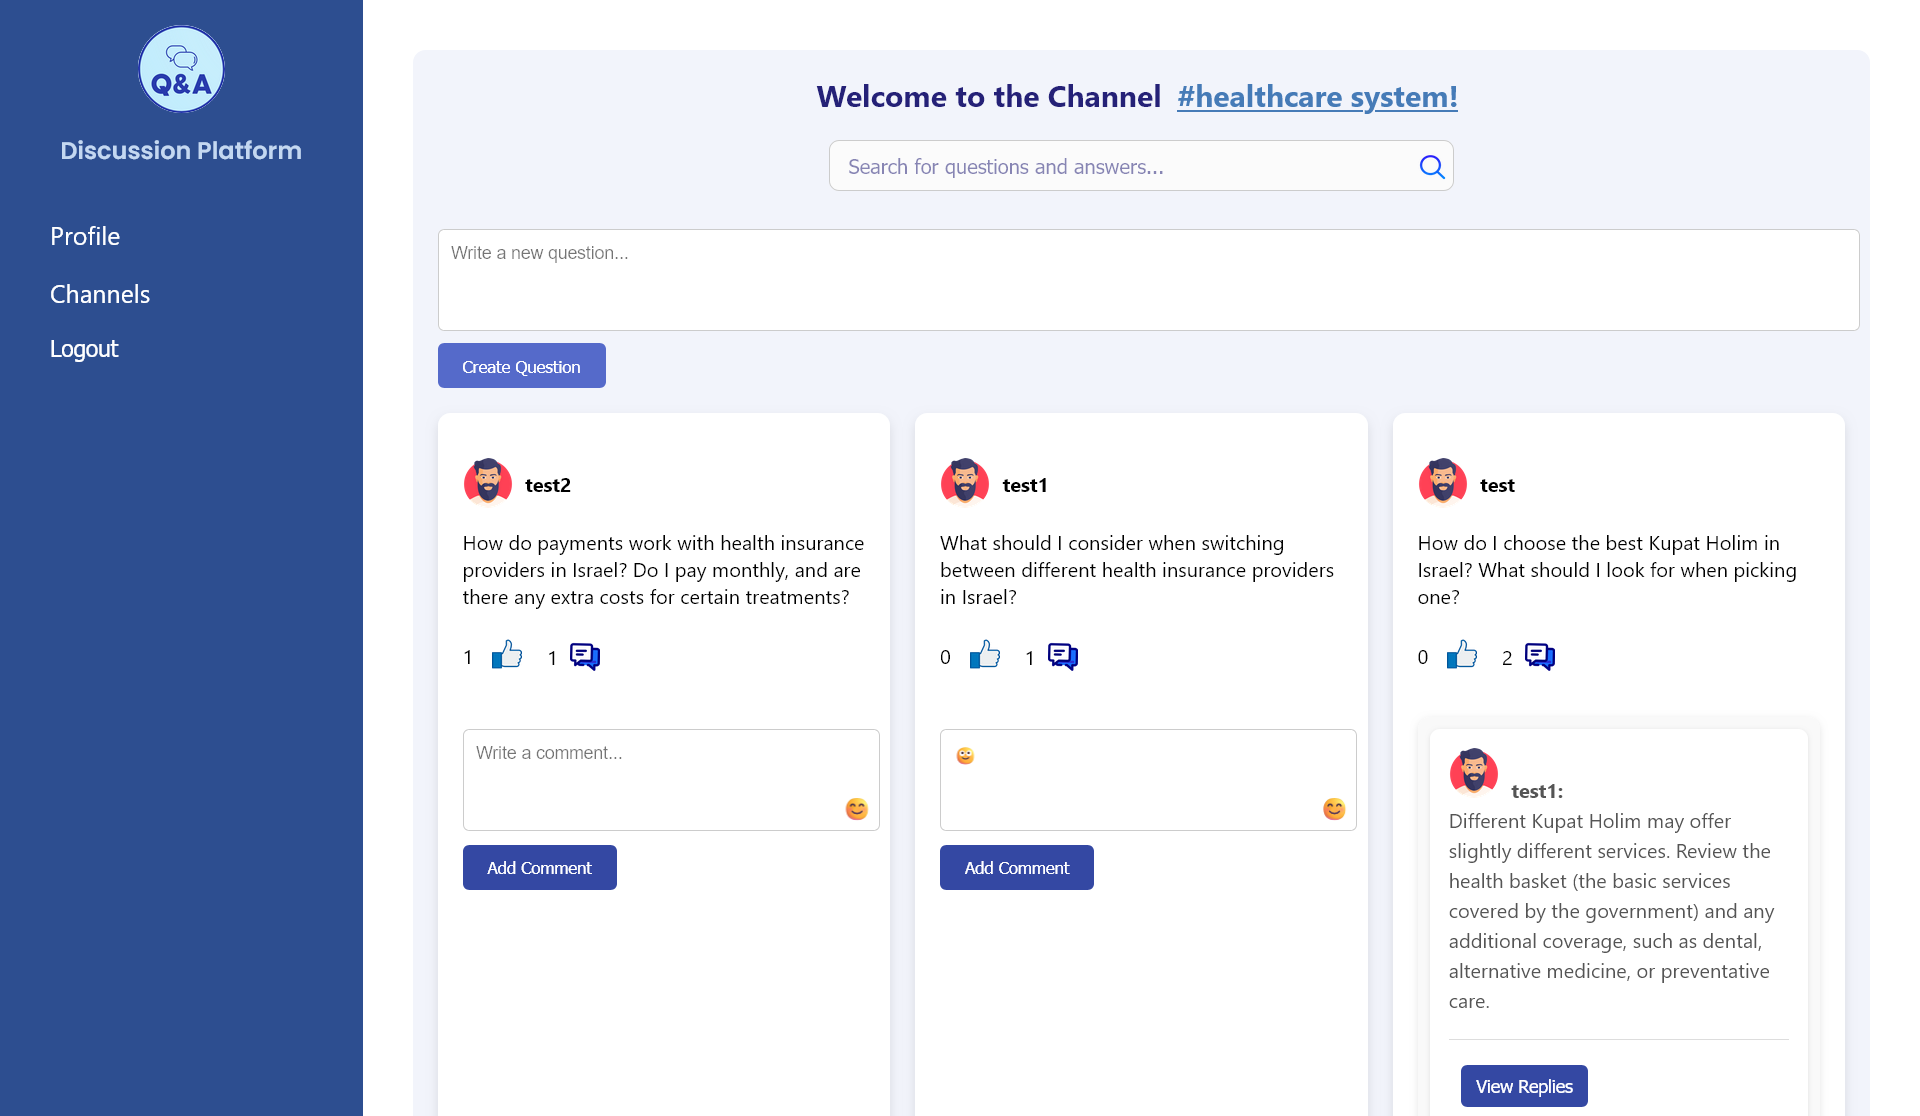 Q&A
Discussion Platform
Profile
Channels
Logout
Welcome to the Channel #healthcare system!
Search for questions and answers...
Write a new question...
Create Question
test2
How do payments work with health insurance
providers in Israel? Do I pay monthly, and are
there any extra costs for certain treatments?
1 1
Write a comment...
Add Comment
test1
What should I consider when switching
between different health insurance providers
in Israel?
0 1
Add Comment
test
How do I choose the best Kupat Holim in
Israel? What should I look for when picking
one?
0 2
test1:
Different Kupat Holim may offer
slightly different services. Review the
health basket (the basic services
covered by the government) and any
additional coverage, such as dental,
alternative medicine, or preventative
care.
View Replies